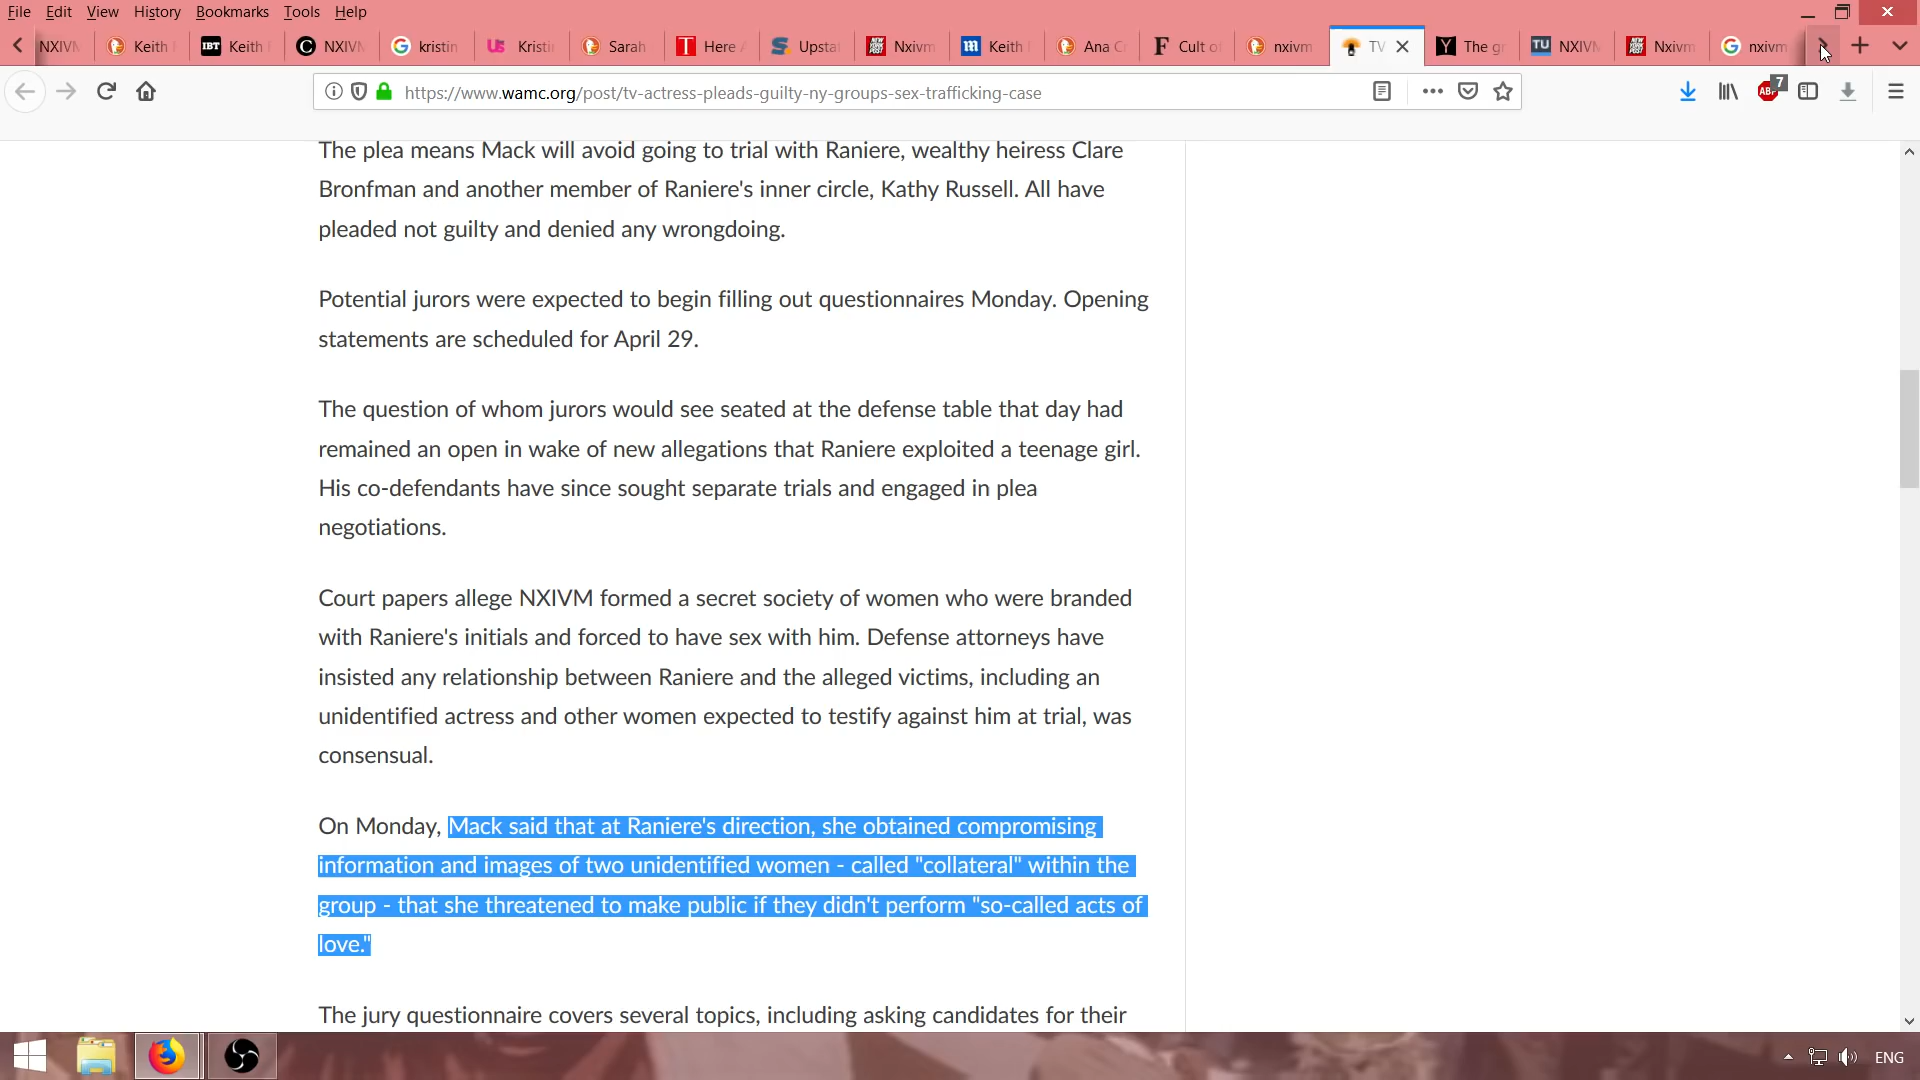 File Edit View History Bookmarks Tools Help
NXIVM Keith IBT Keith NXIVM kristin US Kristin Sarah T Here Upstat NEW YORK POST Nxivm m Keith Ana C F Cult of nxivm TV Y The gr TU NXIVM NEW YORK POST Nxivm nxivm
https://www.wamc.org/post/tv-actress-pleads-guilty-ny-groups-sex-trafficking-case ABP 7
The plea means Mack will avoid going to trial with Raniere, wealthy heiress Clare
Bronfman and another member of Raniere's inner circle, Kathy Russell. All have
pleaded not guilty and denied any wrongdoing.
Potential jurors were expected to begin filling out questionnaires Monday. Opening
statements are scheduled for April 29.
The question of whom jurors would see seated at the defense table that day had
remained an open in wake of new allegations that Raniere exploited a teenage girl.
His co-defendants have since sought separate trials and engaged in plea
negotiations.
Court papers allege NXIVM formed a secret society of women who were branded
with Raniere's initials and forced to have sex with him. Defense attorneys have
insisted any relationship between Raniere and the alleged victims, including an
unidentified actress and other women expected to testify against him at trial, was
consensual.
On Monday, Mack said that at Raniere's direction, she obtained compromising
information and images of two unidentified women - called "collateral" within the
group - that she threatened to make public if they didn't perform "so-called acts of
love."
The jury questionnaire covers several topics, including asking candidates for their
ENG